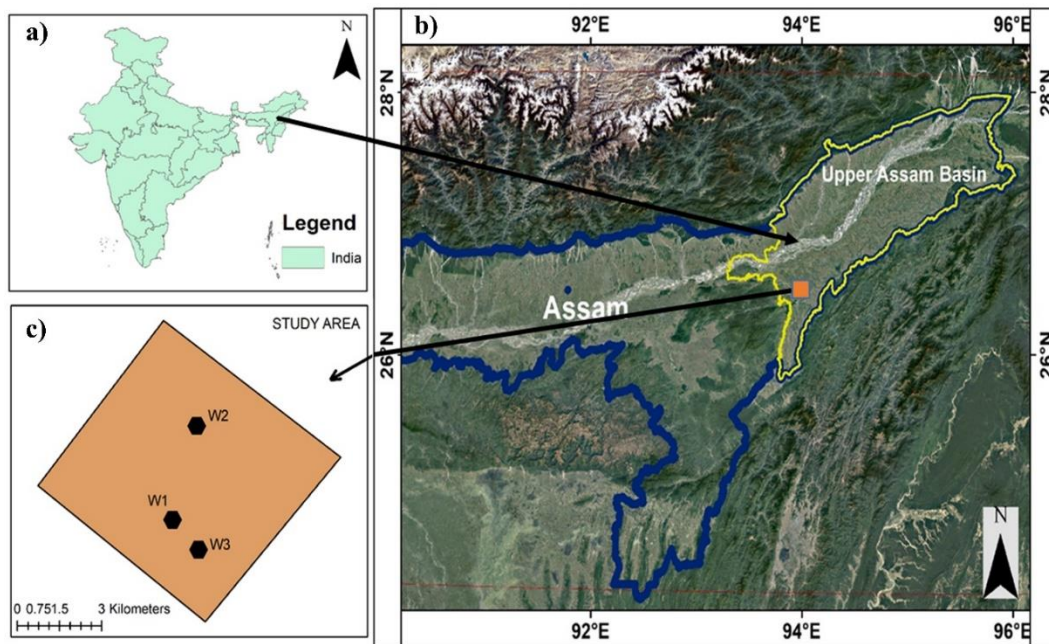 a)
N
Legend
India
b)
92°E
94°E
96°E
28°N
28°N
Upper Assam Basin
Assam
26°N
26°N
N
92°E
94°E
96°E
c)
STUDY AREA
W2
W1
W3
0 0.751.5 3 Kilometers